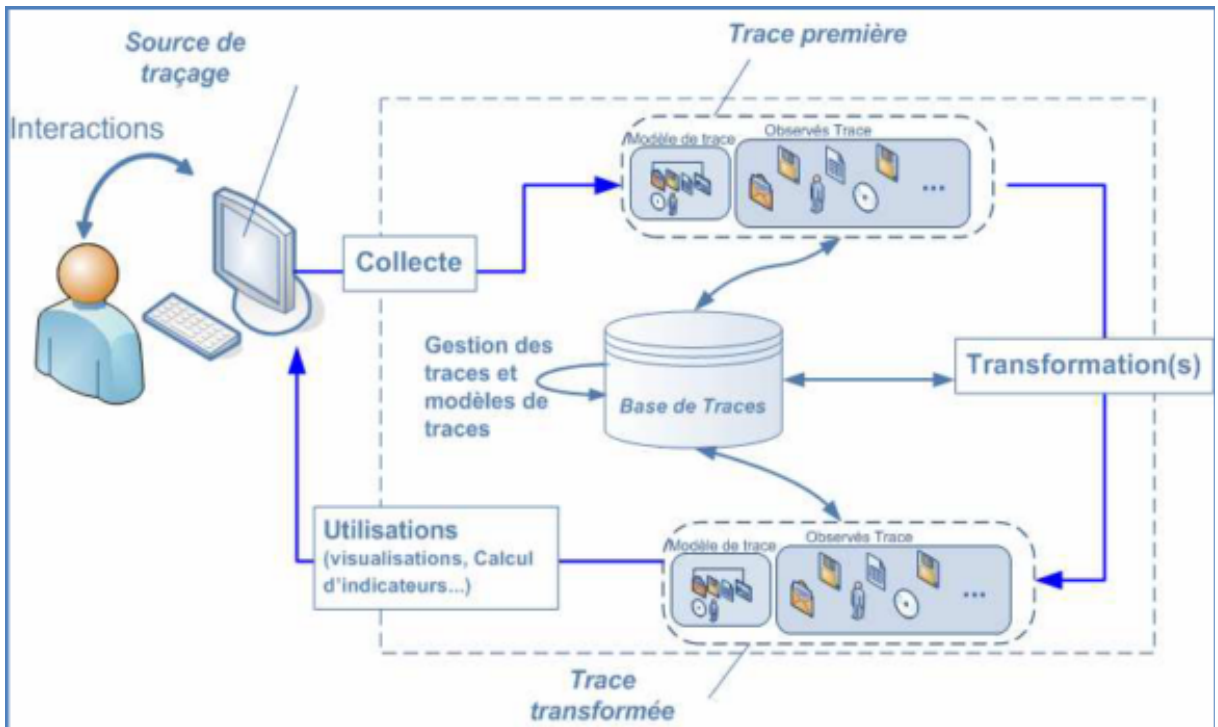 Source de
traçage
Trace première
Interactions
/Modèle de trace
Observés Trace
...
Collecte
Gestion des
traces et
modèles de
traces
Base de Traces
Transformation(s)
Utilisations
(visualisations, Calcul
d'indicateurs...)
/Modèle de trace
Observés Trace
...
Trace
transformée